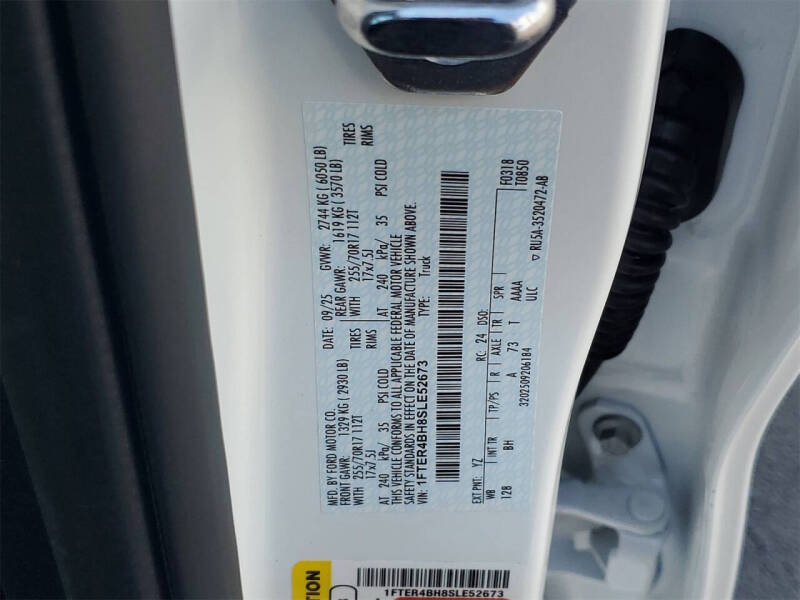 MFD. BY FORD MOTOR CO. DATE: 09/25 GVWR: 2744 KG ( 6050 LB)
FRONT GAWR: 1329 KG (2930 LB) REAR GAWR: 1619 KG ( 3570 LB)
WITH 255/70R17 112T TIRES WITH 255/70R17 112T TIRES
17x7.5J RIMS 17x7.5J RIMS
AT 240 kPa/ 35 PSI COLD AT 240 kPa/ 35 PSI COLD
THIS VEHICLE CONFORMS TO ALL APPLICABLE FEDERAL MOTOR VEHICLE
SAFETY STANDARDS IN EFFECT ON THE DATE OF MANUFACTURE SHOWN ABOVE.
VIN: 1FTER4BH8SLE52673 TYPE: Truck
F0318
T0850
EXT PNT: YZ RC: 24 DSO:
WB INTTR TP/PS R AXLE TR SPR
128 BH A 73 T AAAA
3202509206184 ULC ▽ RU5A-3520472-AB
1FTER4BH8SLE52673